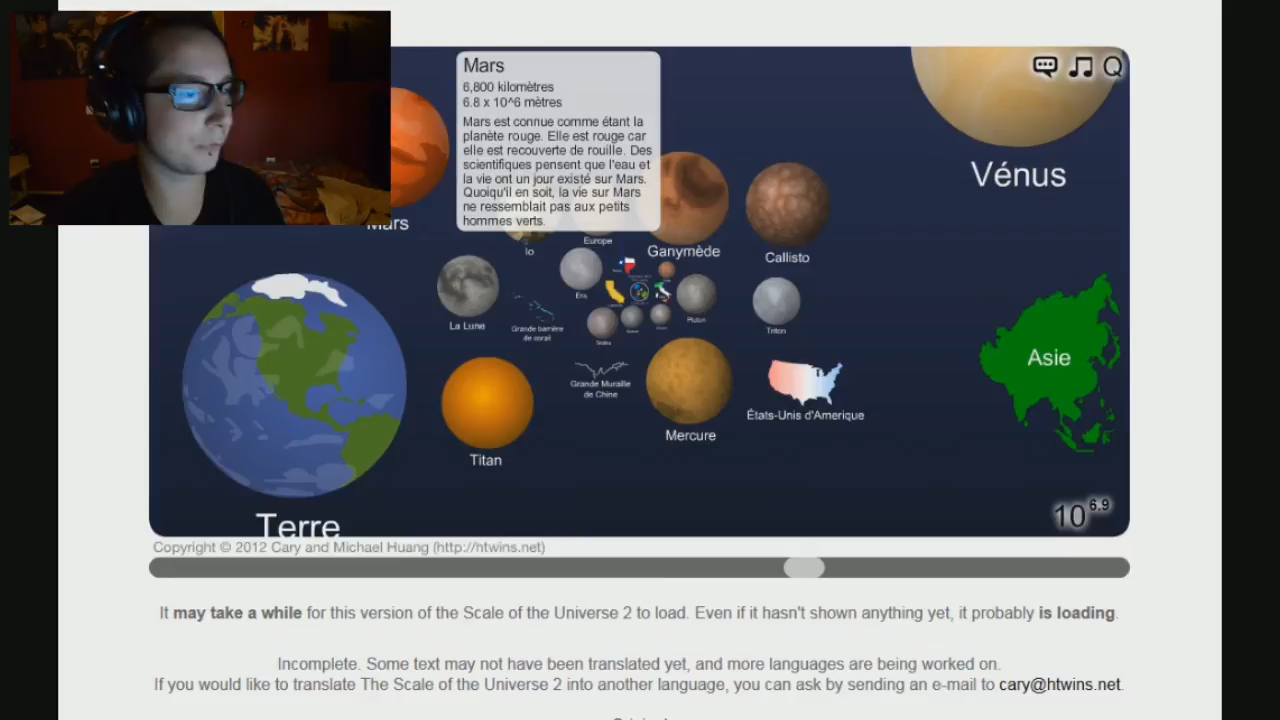 Mars
6,800 kilomètres
6.8 x 10^6 mètres
Mars est connue comme étant la
planète rouge. Elle est rouge car
elle est recouverte de rouille. Des
scientifiques pensent que l'eau et
la vie ont un jour existé sur Mars.
Quoiqu'il en soit, la vie sur Mars
ne ressemblait pas aux petits
hommes verts.
Vénus
Mars
Io
Europe
Ganymède
Callisto
La Lune
Eris
Grande barrière
de corail
Pluton
Triton
Asie
Grande Muraille
de Chine
Mercure
États-Unis d'Amerique
Titan
Terre
10 6.9
Copyright © 2012 Cary and Michael Huang (http://htwins.net)
It may take a while for this version of the Scale of the Universe 2 to load. Even if it hasn't shown anything yet, it probably is loading.
Incomplete. Some text may not have been translated yet, and more languages are being worked on.
If you would like to translate The Scale of the Universe 2 into another language, you can ask by sending an e-mail to cary@htwins.net.